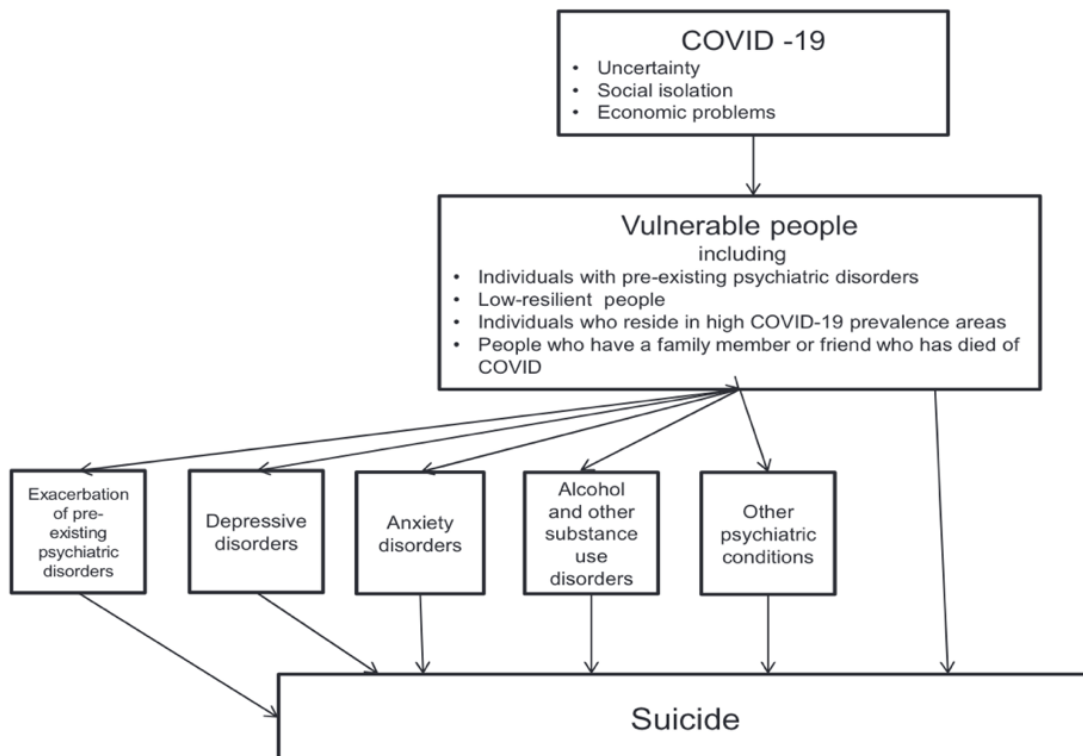 COVID -19
• Uncertainty
• Social isolation
• Economic problems
Vulnerable people
including
• Individuals with pre-existing psychiatric disorders
• Low-resilient people
• Individuals who reside in high COVID-19 prevalence areas
• People who have a family member or friend who has died of
COVID
Exacerbation
of pre-
existing
psychiatric
disorders
Depressive
disorders
Anxiety
disorders
Alcohol
and other
substance
use
disorders
Other
psychiatric
conditions
Suicide